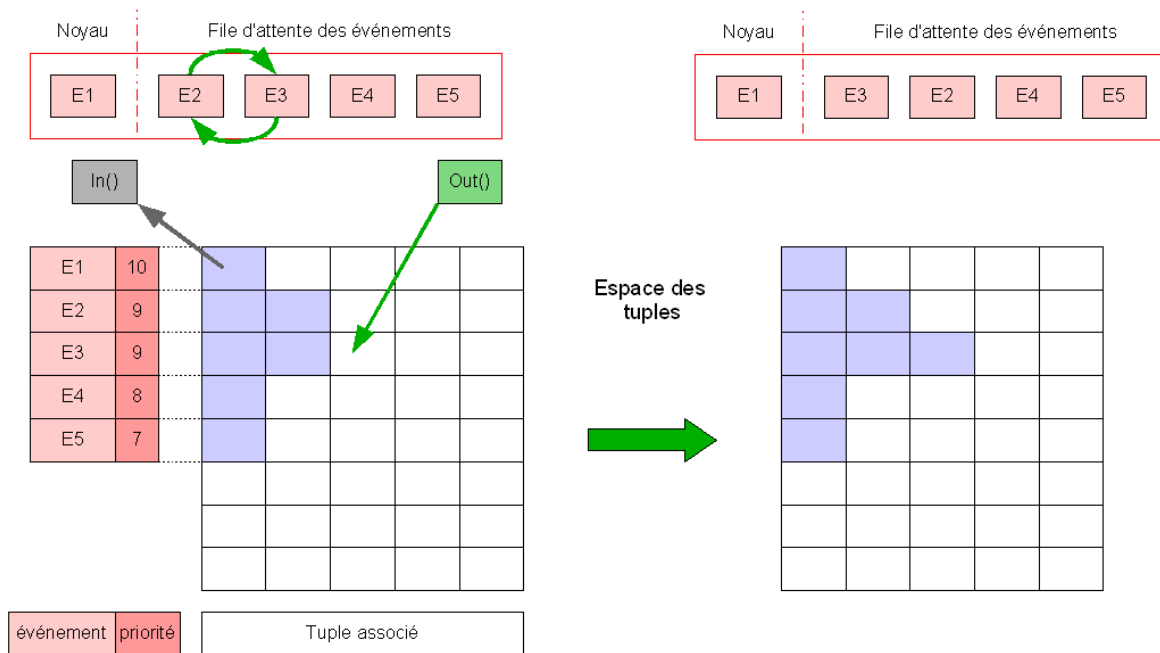 Noyau File d'attente des événements
E1 E2 E3 E4 E5
Noyau File d'attente des événements
E1 E3 E2 E4 E5
In() Out()
E1 10
E2 9
E3 9
E4 8
E5 7
Espace des
tuples
événement priorité Tuple associé